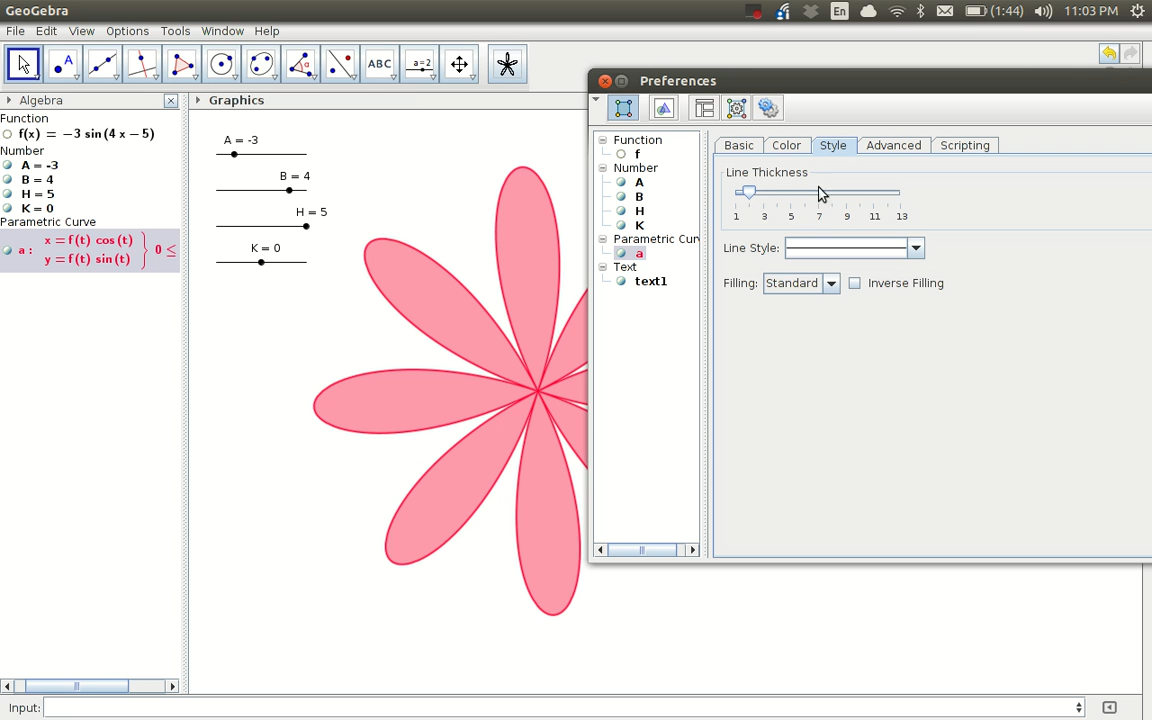 GeoGebra
En
(1:44)
11:03 PM
File Edit View Options Tools Window Help
A
α
ABC
a=2
Algebra
Graphics
Preferences
Function
f(x) = −3 sin(4 x − 5)
Number
A = -3
B = 4
H = 5
K = 0
Parametric Curve
a : x = f(t) cos(t) } 0 ≤
y = f(t) sin(t)
A = -3
B = 4
H = 5
K = 0
Function
f
Number
A
B
H
K
Parametric Cur
a
Text
text1
Basic Color Style Advanced Scripting
Line Thickness
1 3 5 7 9 11 13
Line Style:
Filling: Standard Inverse Filling
Input: